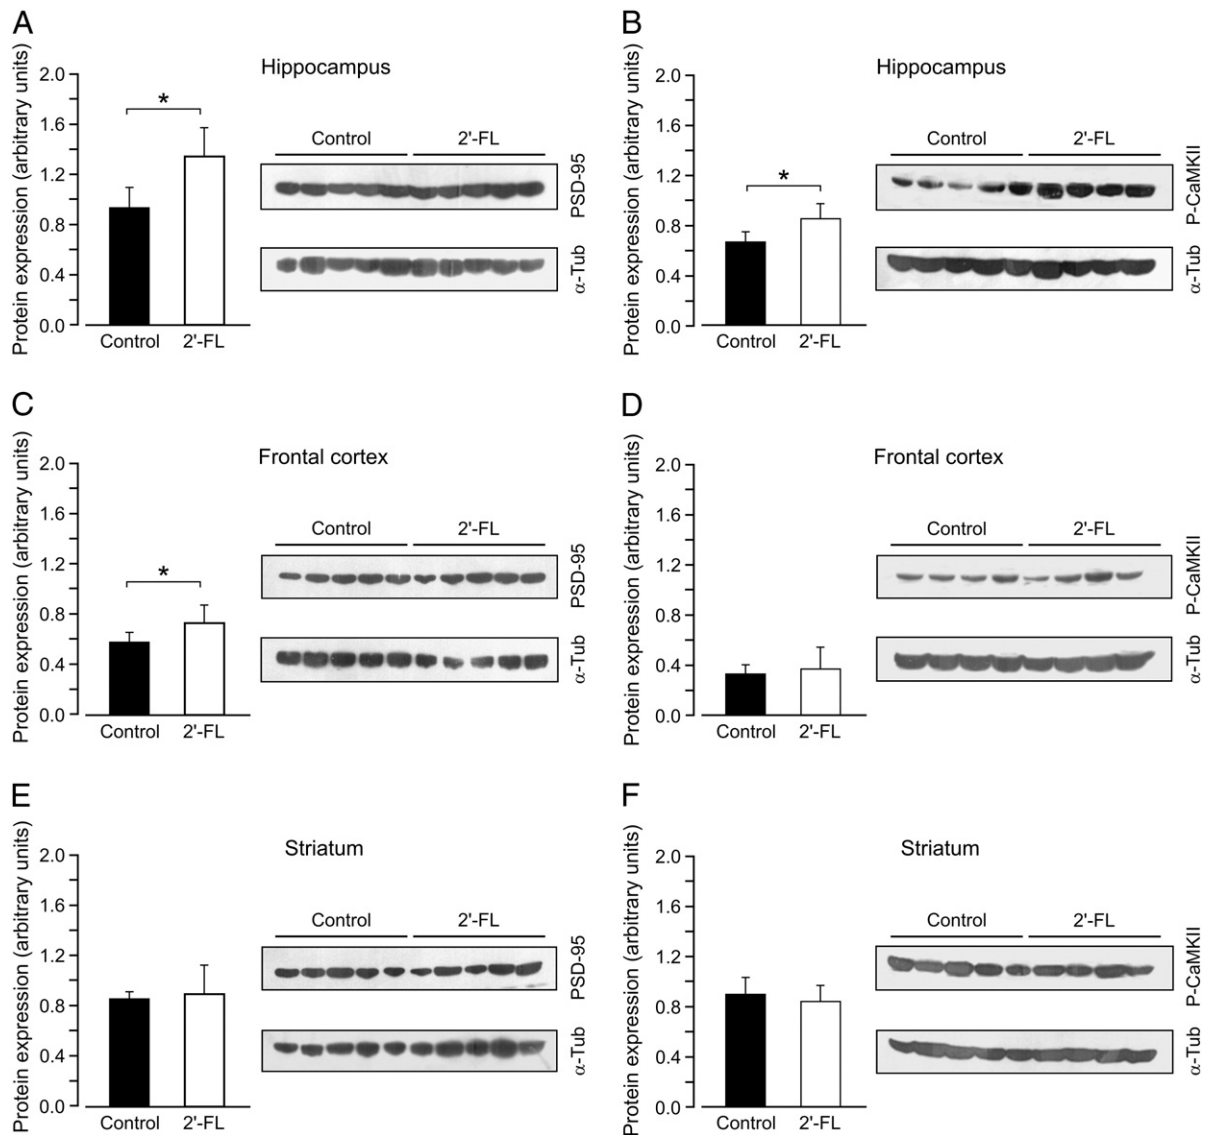 A
Protein expression (arbitrary units)
2.0
1.6
1.2
0.8
0.4
0.0
*
Control
2'-FL
Hippocampus
Control
2'-FL
PSD-95
α-Tub
B
Protein expression (arbitrary units)
2.0
1.6
1.2
0.8
0.4
0.0
*
Control
2'-FL
Hippocampus
Control
2'-FL
P-CaMKII
α-Tub
C
Protein expression (arbitrary units)
2.0
1.6
1.2
0.8
0.4
0.0
*
Control
2'-FL
Frontal cortex
Control
2'-FL
PSD-95
α-Tub
D
Protein expression (arbitrary units)
2.0
1.6
1.2
0.8
0.4
0.0
Control
2'-FL
Frontal cortex
Control
2'-FL
P-CaMKII
α-Tub
E
Protein expression (arbitrary units)
2.0
1.6
1.2
0.8
0.4
0.0
Control
2'-FL
Striatum
Control
2'-FL
PSD-95
α-Tub
F
Protein expression (arbitrary units)
2.0
1.6
1.2
0.8
0.4
0.0
Control
2'-FL
Striatum
Control
2'-FL
P-CaMKII
α-Tub